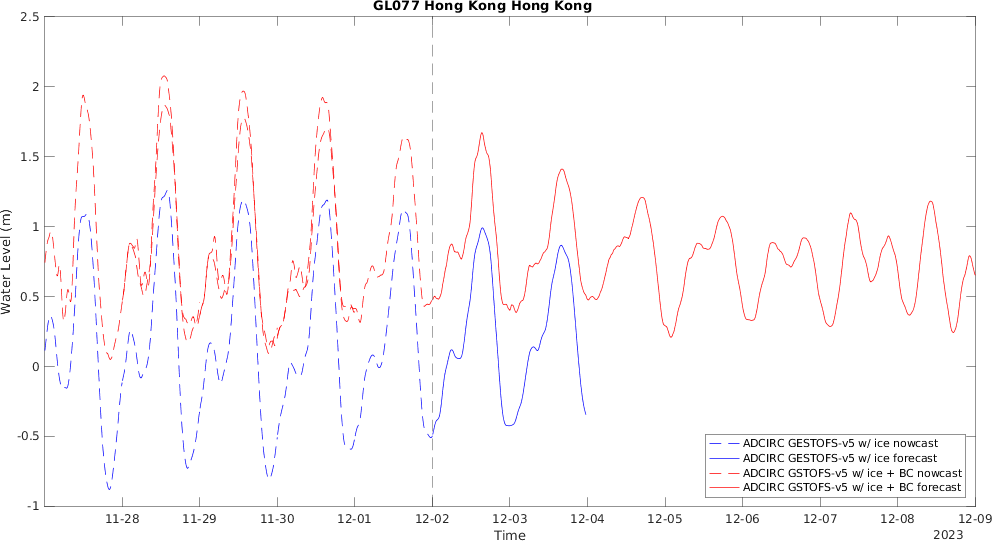 GL077 Hong Kong Hong Kong
2.5
2
1.5
1
0.5
0
-0.5
-1
Water Level (m)
11-28 11-29 11-30 12-01 12-02 12-03 12-04 12-05 12-06 12-07 12-08 12-09
Time
2023
ADCIRC GESTOFS-v5 w/ ice nowcast
ADCIRC GESTOFS-v5 w/ ice forecast
ADCIRC GSTOFS-v5 w/ ice + BC nowcast
ADCIRC GSTOFS-v5 w/ ice + BC forecast